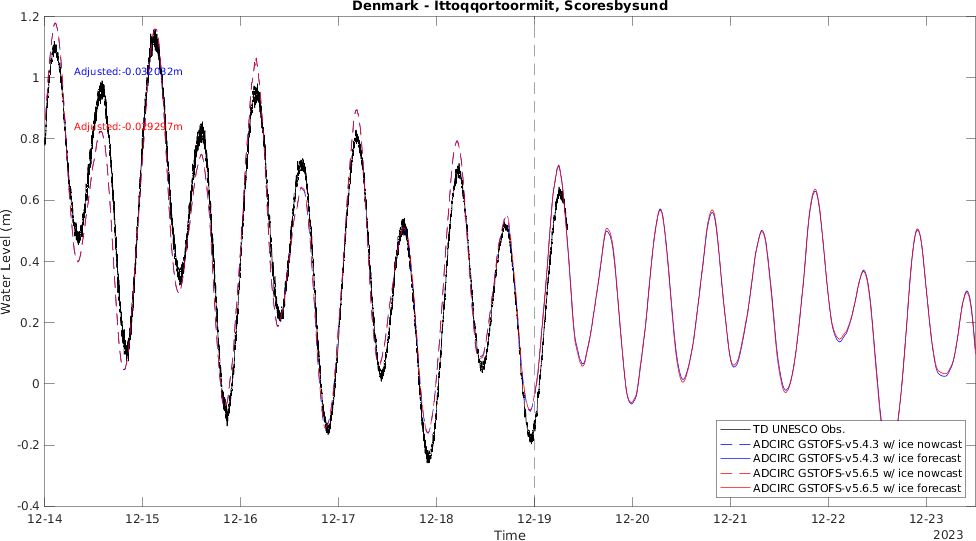 Denmark - Ittoqqortoormiit, Scoresbysund
1.2
1
0.8
0.6
0.4
0.2
0
-0.2
-0.4
Water Level (m)
Adjusted:-0.032032m
Adjusted:-0.029297m
TD UNESCO Obs.
ADCIRC GSTOFS-v5.4.3 w/ ice nowcast
ADCIRC GSTOFS-v5.4.3 w/ ice forecast
ADCIRC GSTOFS-v5.6.5 w/ ice nowcast
ADCIRC GSTOFS-v5.6.5 w/ ice forecast
12-14 12-15 12-16 12-17 12-18 12-19 12-20 12-21 12-22 12-23
Time
2023